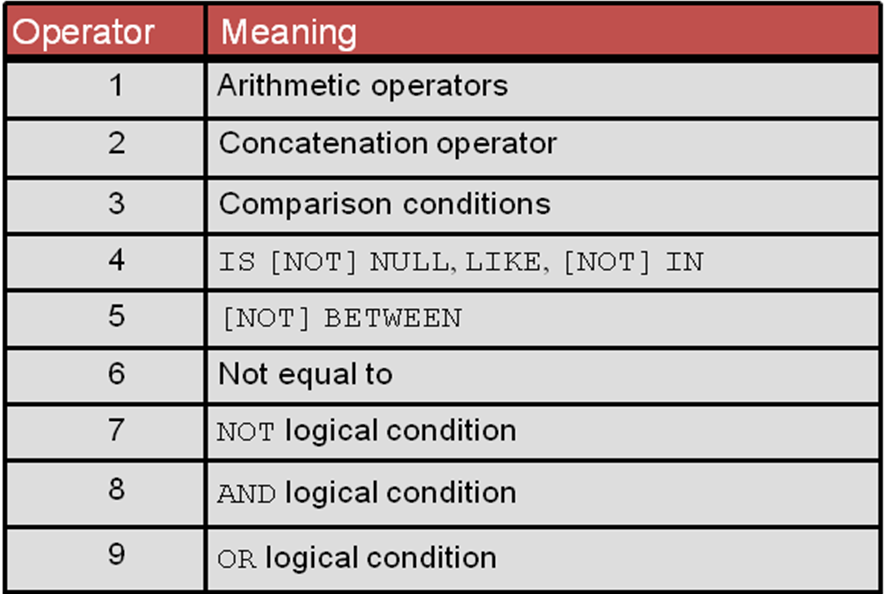 Operator Meaning
1 Arithmetic operators
2 Concatenation operator
3 Comparison conditions
4 IS [NOT] NULL, LIKE, [NOT] IN
5 [NOT] BETWEEN
6 Not equal to
7 NOT logical condition
8 AND logical condition
9 OR logical condition